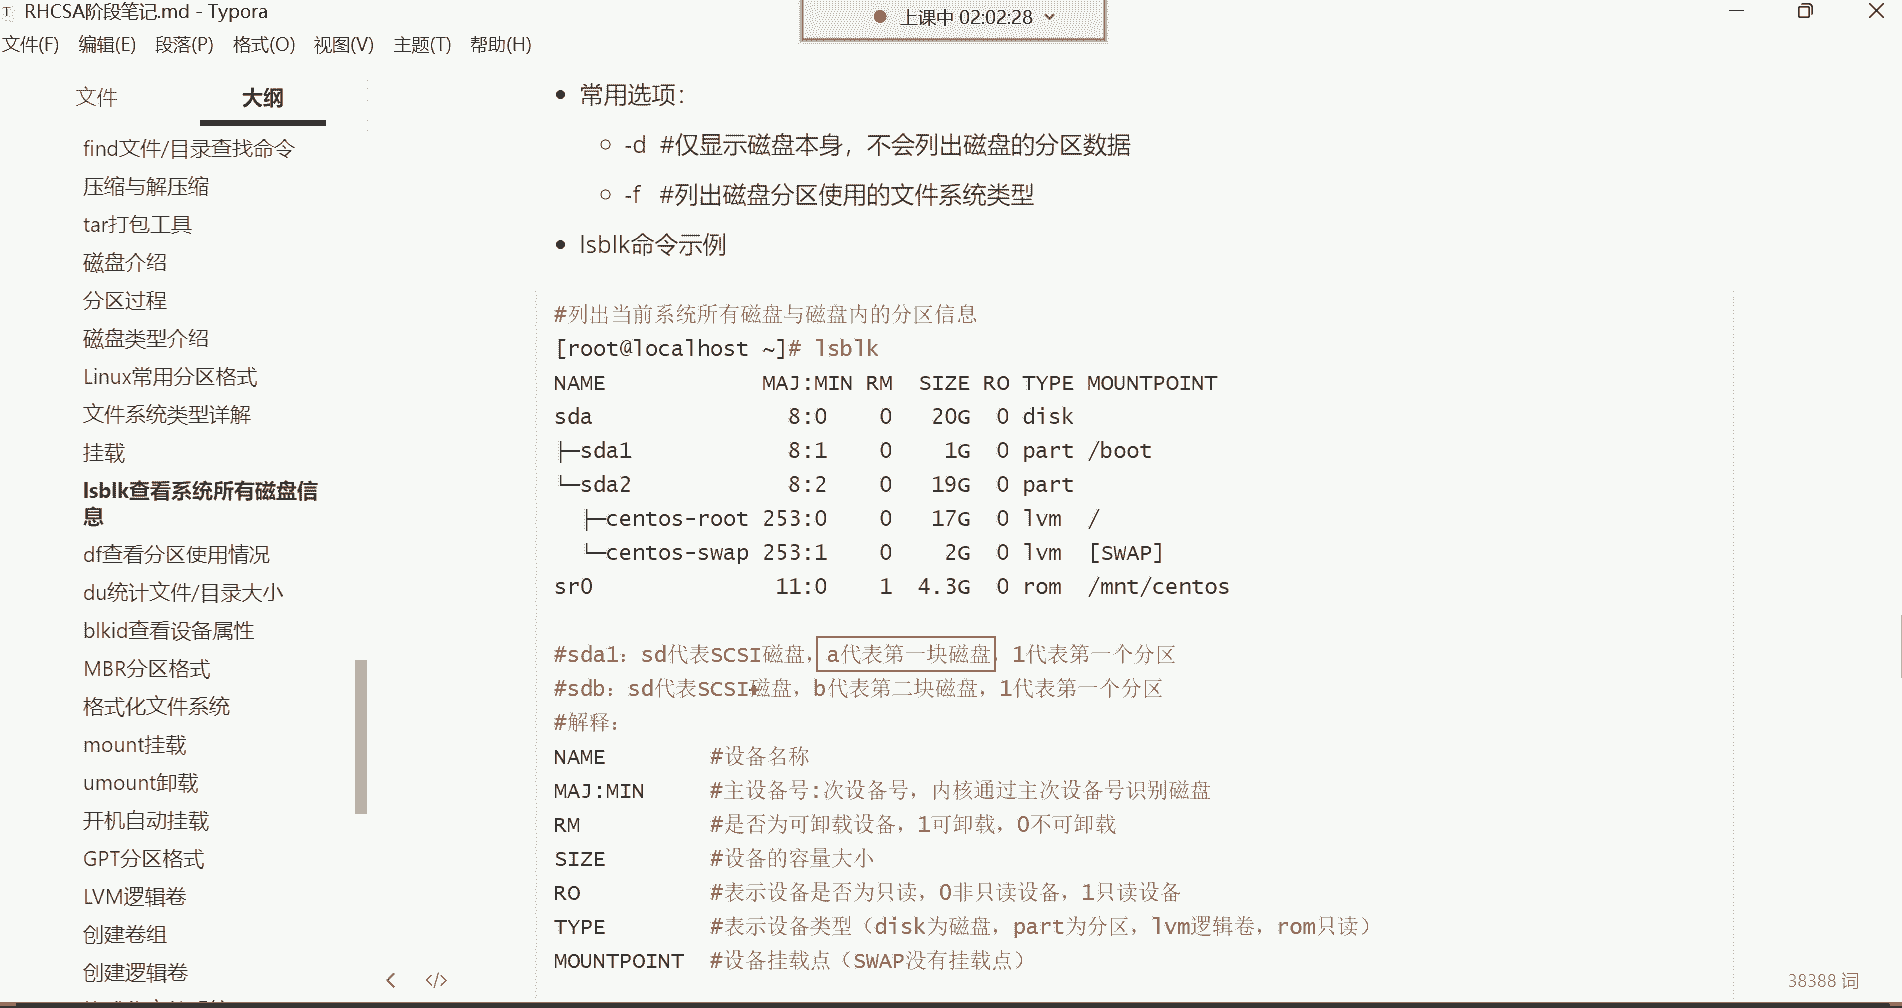 RHCSA阶段笔记.md - Typora
上课中 02:02:28
文件(F) 编辑(E) 段落(P) 格式(O) 视图(V) 主题(T) 帮助(H)
文件 大纲
find文件/目录查找命令
压缩与解压缩
tar打包工具
磁盘介绍
分区过程
磁盘类型介绍
Linux常用分区格式
文件系统类型详解
挂载
lsblk查看系统所有磁盘信
息
df查看分区使用情况
du统计文件/目录大小
blkid查看设备属性
MBR分区格式
格式化文件系统
mount挂载
umount卸载
开机自动挂载
GPT分区格式
LVM逻辑卷
创建卷组
创建逻辑卷
常用选项：
-d #仅显示磁盘本身，不会列出磁盘的分区数据
-f #列出磁盘分区使用的文件系统类型
lsblk命令示例
#列出当前系统所有磁盘与磁盘内的分区信息
[root@localhost ~]# lsblk
NAME MAJ:MIN RM SIZE RO TYPE MOUNTPOINT
sda 8:0 0 20G 0 disk
├─sda1 8:1 0 1G 0 part /boot
└─sda2 8:2 0 19G 0 part
├─centos-root 253:0 0 17G 0 lvm /
└─centos-swap 253:1 0 2G 0 lvm [SWAP]
sr0 11:0 1 4.3G 0 rom /mnt/centos
#sda1：sd代表SCSI磁盘，a代表第一块磁盘，1代表第一个分区
#sdb：sd代表SCSI磁盘，b代表第二块磁盘，1代表第一个分区
#解释：
NAME #设备名称
MAJ:MIN #主设备号:次设备号，内核通过主次设备号识别磁盘
RM #是否为可卸载设备，1可卸载，0不可卸载
SIZE #设备的容量大小
RO #表示设备是否为只读，0非只读设备，1只读设备
TYPE #表示设备类型（disk为磁盘，part为分区，lvm逻辑卷，rom只读）
MOUNTPOINT #设备挂载点（SWAP没有挂载点）
38388 词